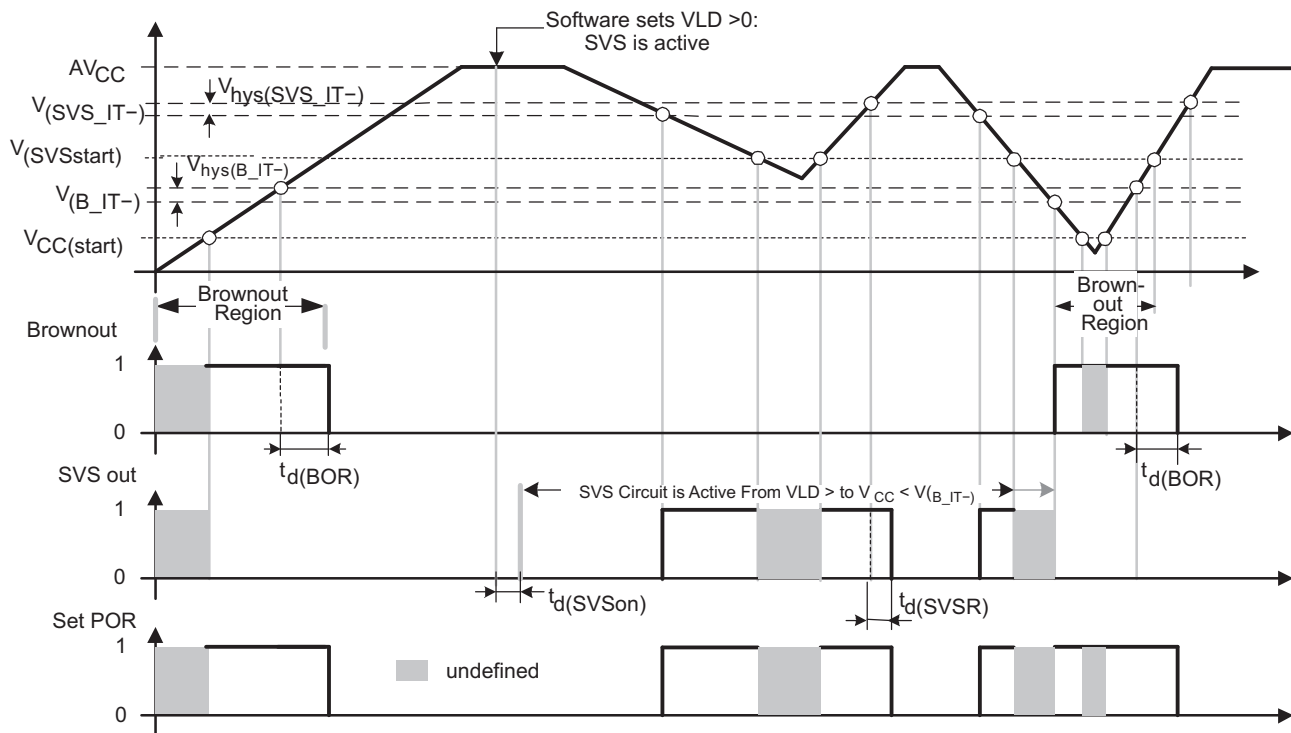 Software sets VLD >0:
SVS is active
AVCC
Vhys(SVS_IT−)
V(SVS_IT−)
V(SVSstart)
Vhys(B_IT−)
V(B_IT−)
VCC(start)
Brownout
Region
Brown-
out
Region
Brownout
1
0
td(BOR)
td(BOR)
SVS out
SVS Circuit is Active From VLD > to VCC < V(B_IT−)
1
0
td(SVSon)
td(SVSR)
Set POR
1
undefined
0